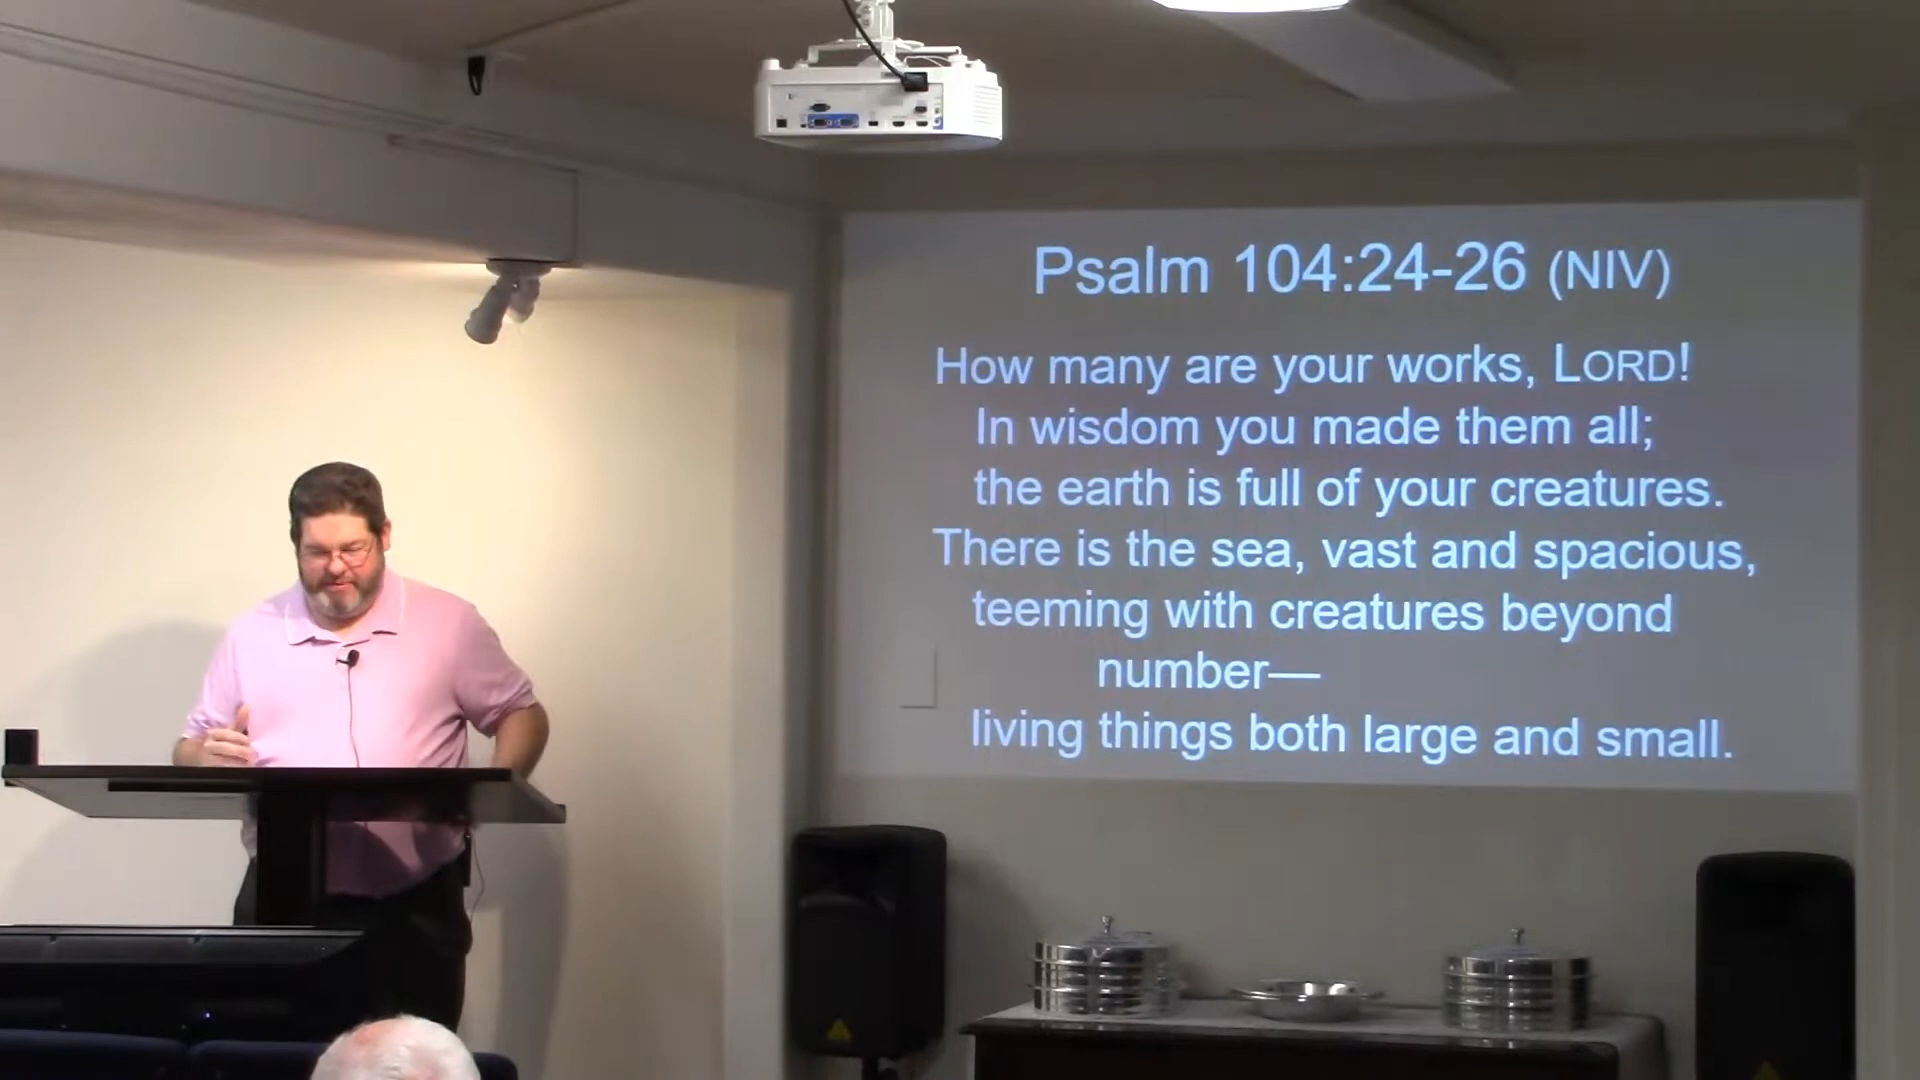 Psalm 104:24-26 (NIV)
How many are your works, LORD!
In wisdom you made them all;
the earth is full of your creatures.
There is the sea, vast and spacious,
teeming with creatures beyond
number—
living things both large and small.